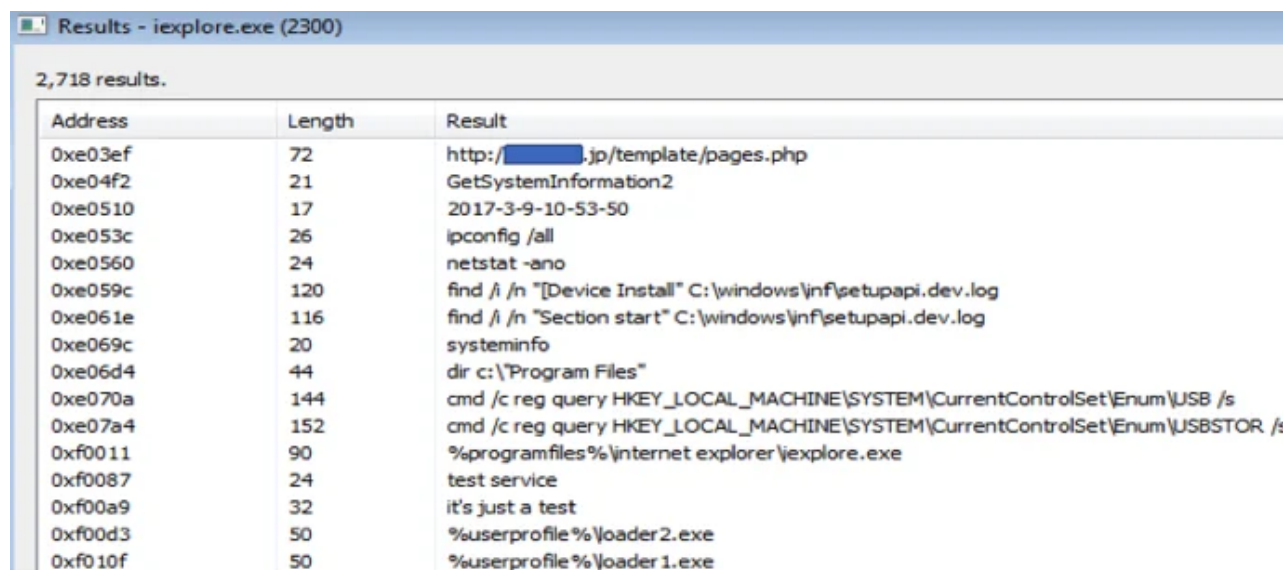 Results - iexplore.exe (2300)
2,718 results.
Address Length Result
0xe03ef 72 http:/ .jp/template/pages.php
0xe04f2 21 GetSystemInformation2
0xe0510 17 2017-3-9-10-53-50
0xe053c 26 ipconfig /all
0xe0560 24 netstat -ano
0xe059c 120 find /i /n "[Device Install" C:\windows\inf\setupapi.dev.log
0xe061e 116 find /i /n "Section start" C:\windows\inf\setupapi.dev.log
0xe069c 20 systeminfo
0xe06d4 44 dir c:\"Program Files"
0xe070a 144 cmd /c reg query HKEY_LOCAL_MACHINE\SYSTEM\CurrentControlSet\Enum\USB /s
0xe07a4 152 cmd /c reg query HKEY_LOCAL_MACHINE\SYSTEM\CurrentControlSet\Enum\USBSTOR /s
0xf0011 90 %programfiles%\internet explorer\iexplore.exe
0xf0087 24 test service
0xf00a9 32 it's just a test
0xf00d3 50 %userprofile%\loader2.exe
0xf010f 50 %userprofile%\loader1.exe